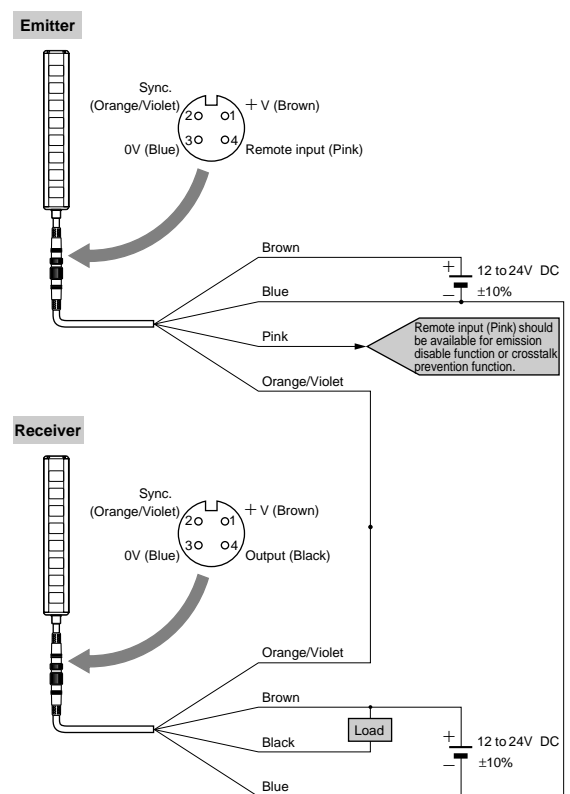 Emitter
Sync.
(Orange/Violet)
+V (Brown)
2 1
3 4
0V (Blue)
Remote input (Pink)
Brown
+
12 to 24V DC
±10%
−
Blue
Pink
Remote input (Pink) should
be available for emission
disable function or crosstalk
prevention function.
Orange/Violet
Receiver
Sync.
(Orange/Violet)
+V (Brown)
2 1
3 4
0V (Blue)
Output (Black)
Orange/Violet
Brown
Load
Black
+
12 to 24V DC
±10%
−
Blue